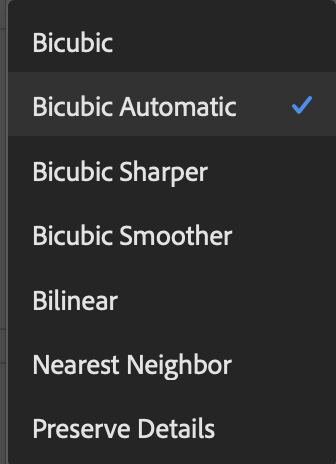 Bicubic
Bicubic Automatic
Bicubic Sharper
Bicubic Smoother
Bilinear
Nearest Neighbor
Preserve Details